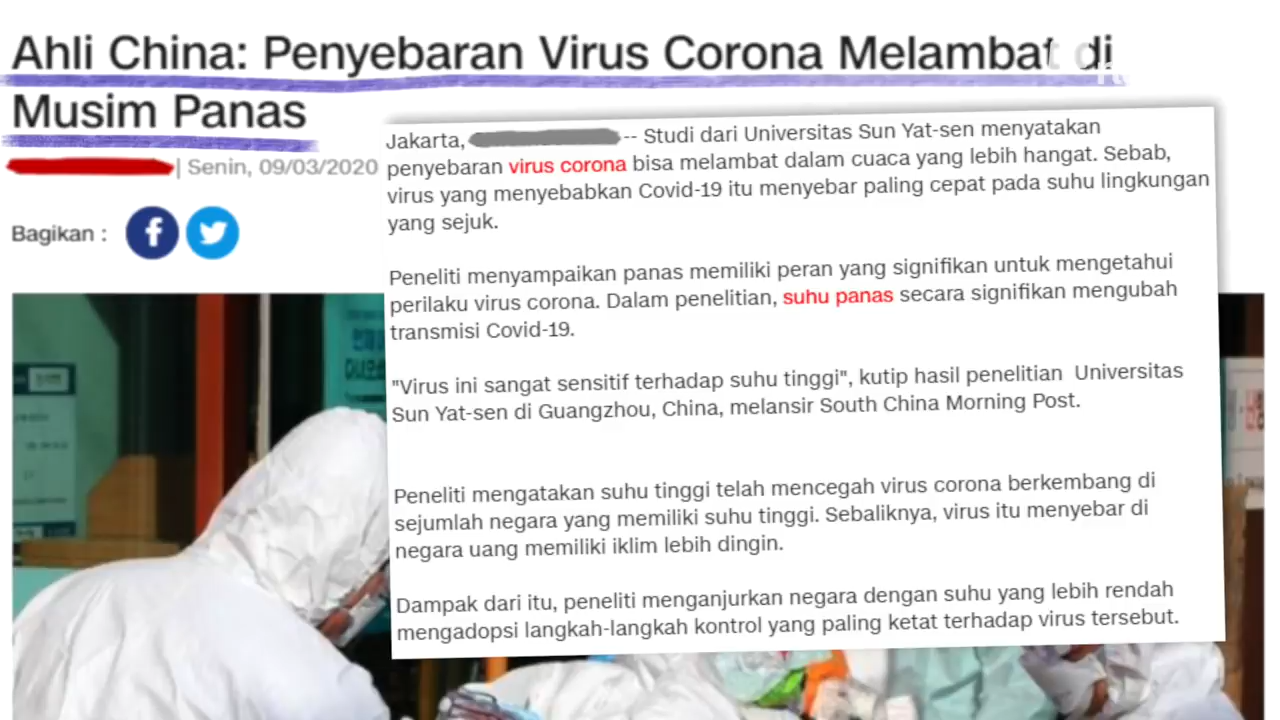 Ahli China: Penyebaran Virus Corona Melambat di
Musim Panas
| Senin, 09/03/2020
Bagikan :
Jakarta, -- Studi dari Universitas Sun Yat-sen menyatakan
penyebaran virus corona bisa melambat dalam cuaca yang lebih hangat. Sebab,
virus yang menyebabkan Covid-19 itu menyebar paling cepat pada suhu lingkungan
yang sejuk.
Peneliti menyampaikan panas memiliki peran yang signifikan untuk mengetahui
perilaku virus corona. Dalam penelitian, suhu panas secara signifikan mengubah
transmisi Covid-19.
"Virus ini sangat sensitif terhadap suhu tinggi", kutip hasil penelitian Universitas
Sun Yat-sen di Guangzhou, China, melansir South China Morning Post.
Peneliti mengatakan suhu tinggi telah mencegah virus corona berkembang di
sejumlah negara yang memiliki suhu tinggi. Sebaliknya, virus itu menyebar di
negara uang memiliki iklim lebih dingin.
Dampak dari itu, peneliti menganjurkan negara dengan suhu yang lebih rendah
mengadopsi langkah-langkah kontrol yang paling ketat terhadap virus tersebut.